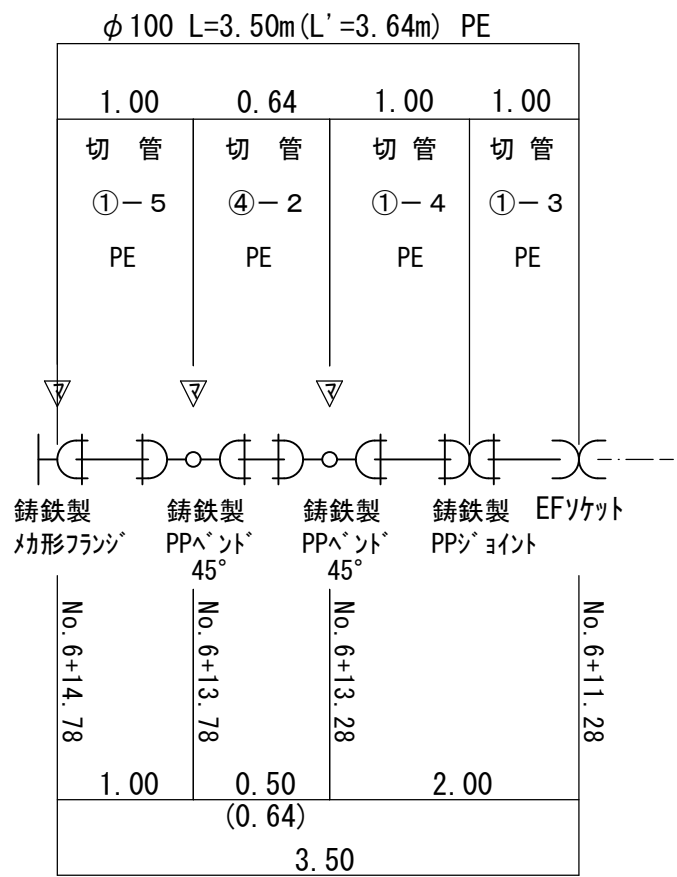 φ100 L=3.50m(L'=3.64m) PE
1.00 0.64 1.00 1.00
切 管 切 管 切 管 切 管
①－5 ④－2 ①－4 ①－3
PE PE PE PE
マ マ マ
鋳鉄製 鋳鉄製 鋳鉄製 鋳鉄製 EFソケット
メカ形フランジ PPベンド PPベンド PPジョイント
45° 45°
No.6+14.78
No.6+13.78
No.6+13.28
No.6+11.28
1.00 0.50 2.00
(0.64)
3.50